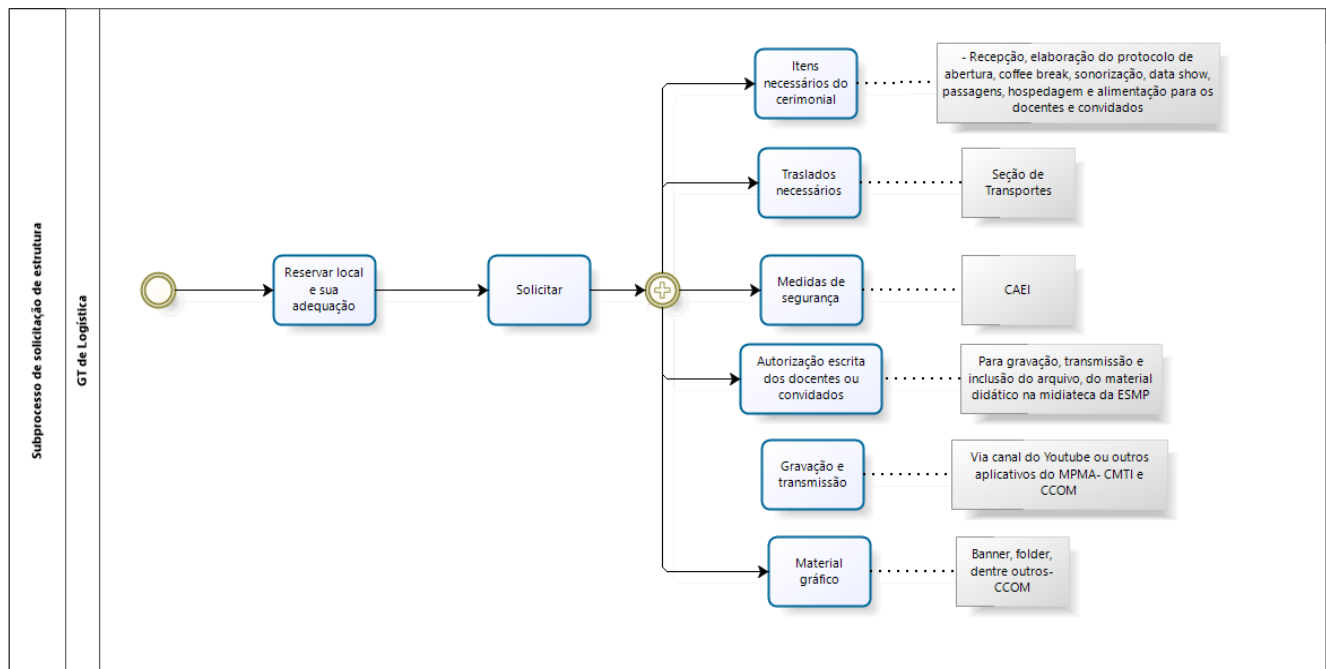 Subprocesso de solicitação de estrutura
GT de Logística
Reservar local
e sua
adequação
Solicitar
Itens
necessários do
cerimonial
- Recepção, elaboração do protocolo de
abertura, coffee break, sonorização, data show,
passagens, hospedagem e alimentação para os
docentes e convidados
Traslados
necessários
Seção de
Transportes
Medidas de
segurança
CAEI
Autorização escrita
dos docentes ou
convidados
Para gravação, transmissão e
inclusão do arquivo, do material
didático na midiateca da ESMP
Gravação e
transmissão
Via canal do Youtube ou outros
aplicativos do MPMA- CMTI e
CCOM
Material
gráfico
Banner, folder,
dentre outros-
CCOM